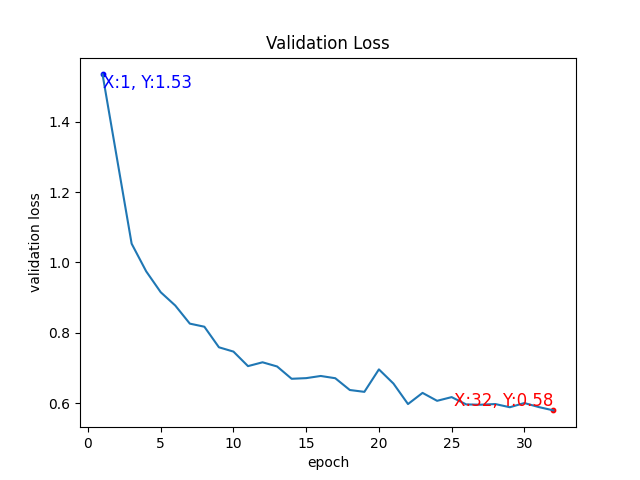 Validation Loss
X:1, Y:1.53
1.4
1.2
1.0
0.8
0.6
validation loss
X:32, Y:0.58
0 5 10 15 20 25 30
epoch